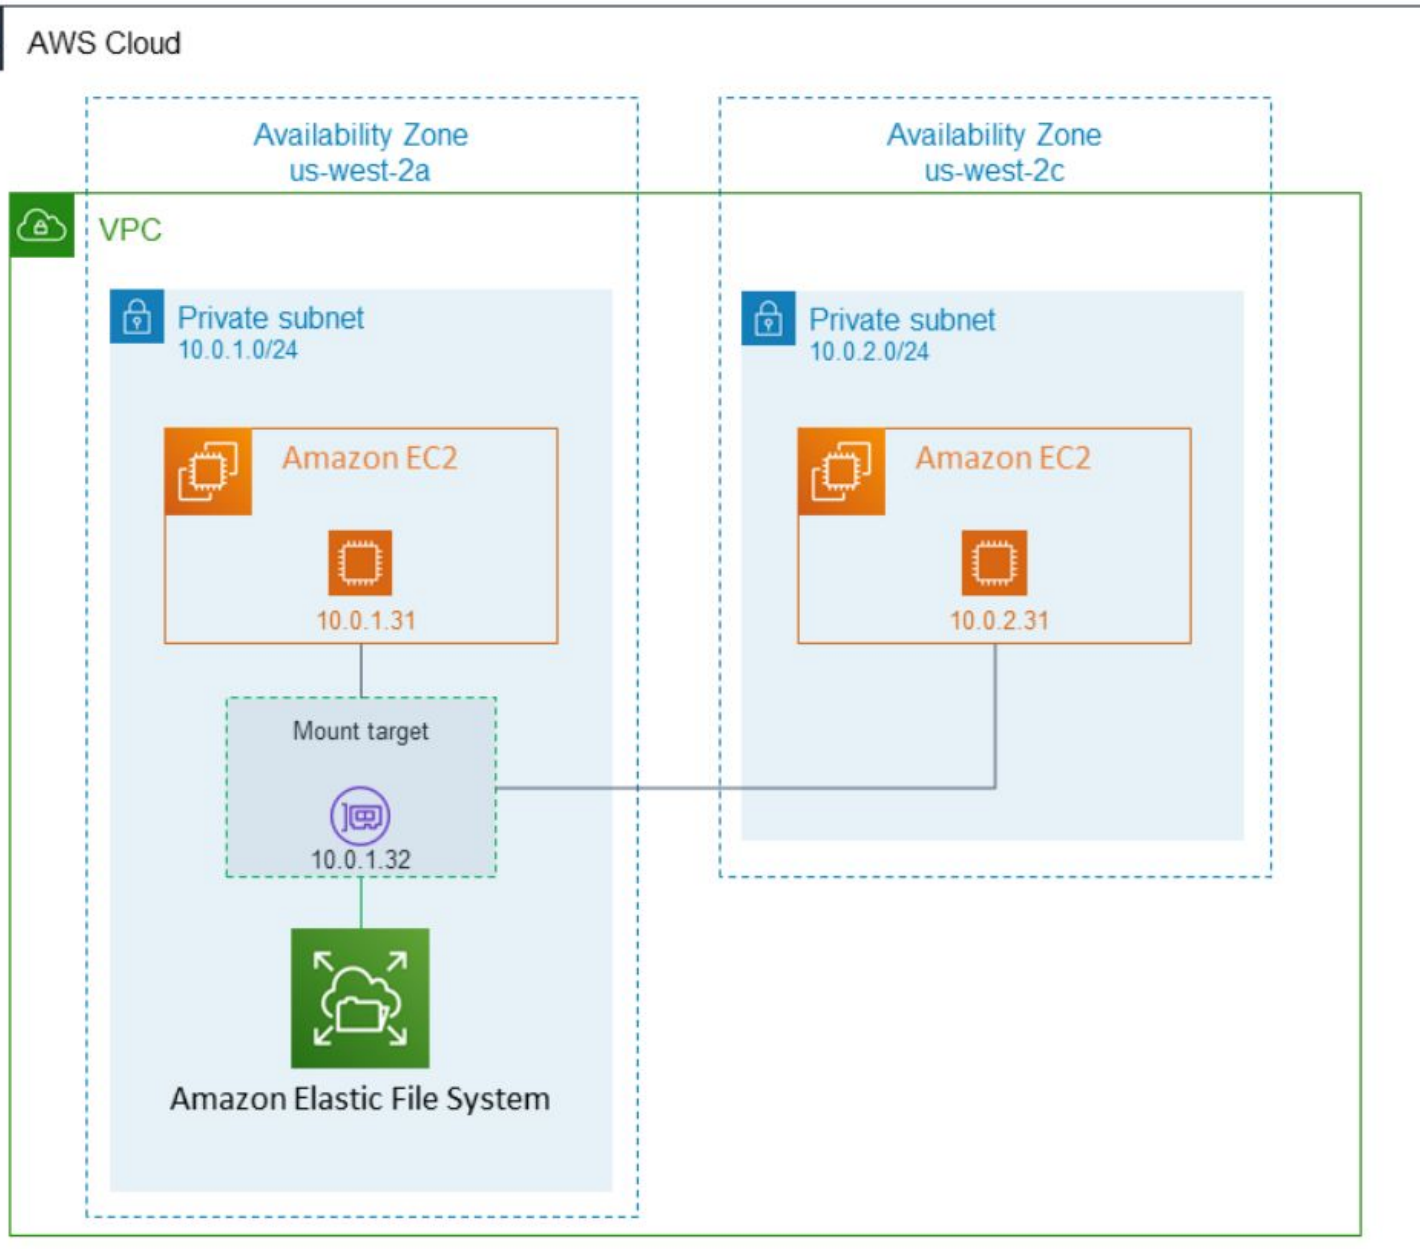 AWS Cloud
Availability Zone
us-west-2a
Availability Zone
us-west-2c
VPC
Private subnet
10.0.1.0/24
Private subnet
10.0.2.0/24
Amazon EC2
10.0.1.31
Amazon EC2
10.0.2.31
Mount target
10.0.1.32
Amazon Elastic File System